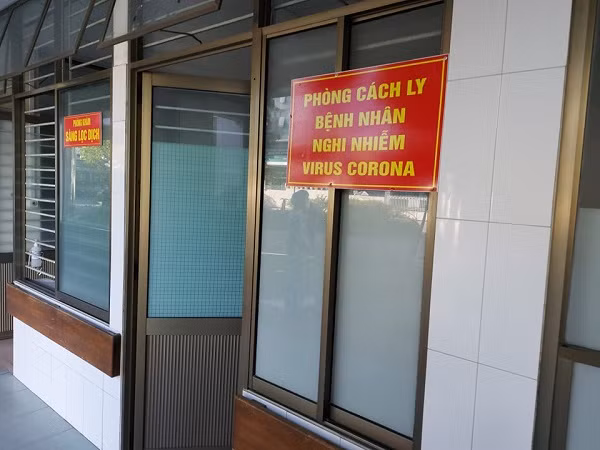 PHÒNG KHÁM
SÀNG LỌC DỊCH
PHÒNG CÁCH LY
BỆNH NHÂN
NGHI NHIỄM
VIRUS CORONA